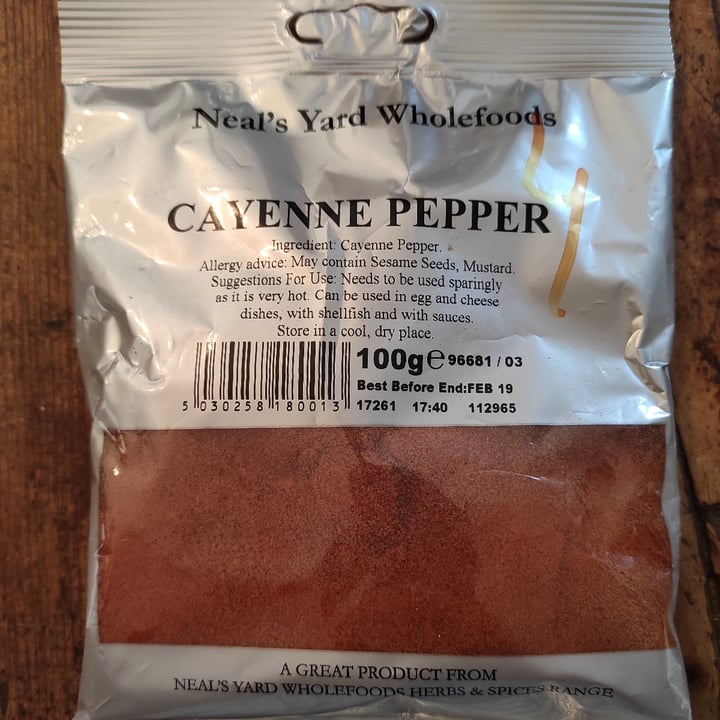 Neal's Yard Wholefoods
4
CAYENNE PEPPER
Ingredient: Cayenne Pepper.
Allergy advice: May contain Sesame Seeds, Mustard.
Suggestions For Use: Needs to be used sparingly
as it is very hot. Can be used in egg and cheese
dishes, with shellfish and with sauces.
Store in a cool, dry place.
100g℮ 96681 / 03
Best Before End:FEB 19
17261 17:40 112965
5 030258 180013
A GREAT PRODUCT FROM
NEAL'S YARD WHOLEFOODS HERBS & SPICES RANGE